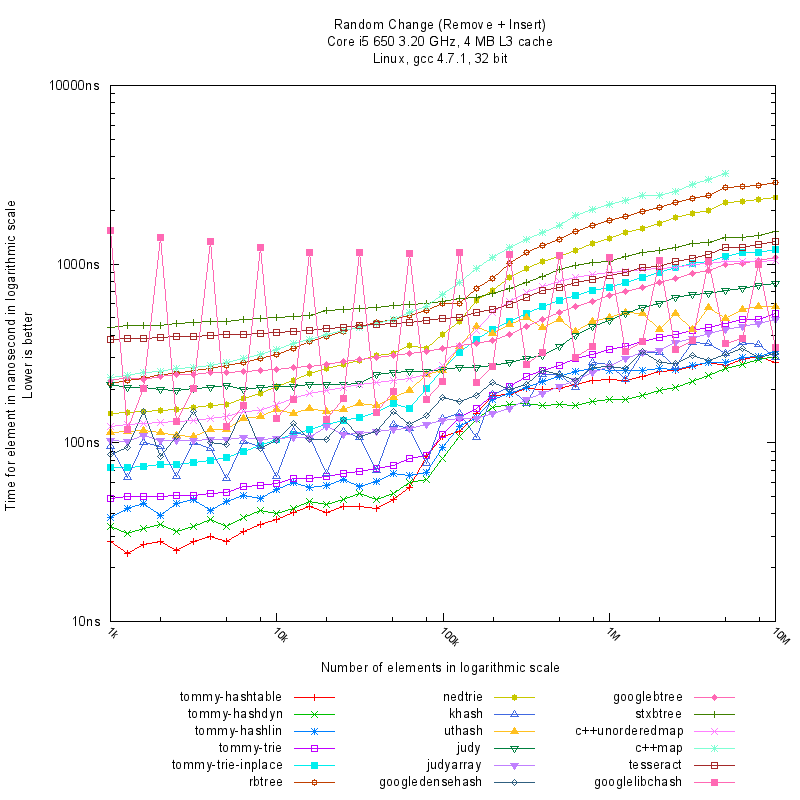 Random Change (Remove + Insert)
Core i5 650 3.20 GHz, 4 MB L3 cache
Linux, gcc 4.7.1, 32 bit
10000ns
1000ns
100ns
10ns
Time for element in nanosecond in logarithmic scale
Lower is better
1k
10k
100k
1M
10M
Number of elements in logarithmic scale
tommy-hashtable
tommy-hashdyn
tommy-hashlin
tommy-trie
tommy-trie-inplace
rbtree
nedtrie
khash
uthash
judy
judyarray
googledensehash
googlebtree
stxbtree
c++unorderedmap
c++map
tesseract
googlelibchash